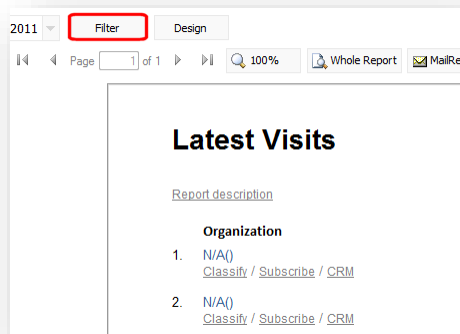 2011 Filter Design
Page 1 of 1 100% Whole Report MailRe
Latest Visits
Report description
Organization
1. N/A()
Classify / Subscribe / CRM
2. N/A()
Classify / Subscribe / CRM